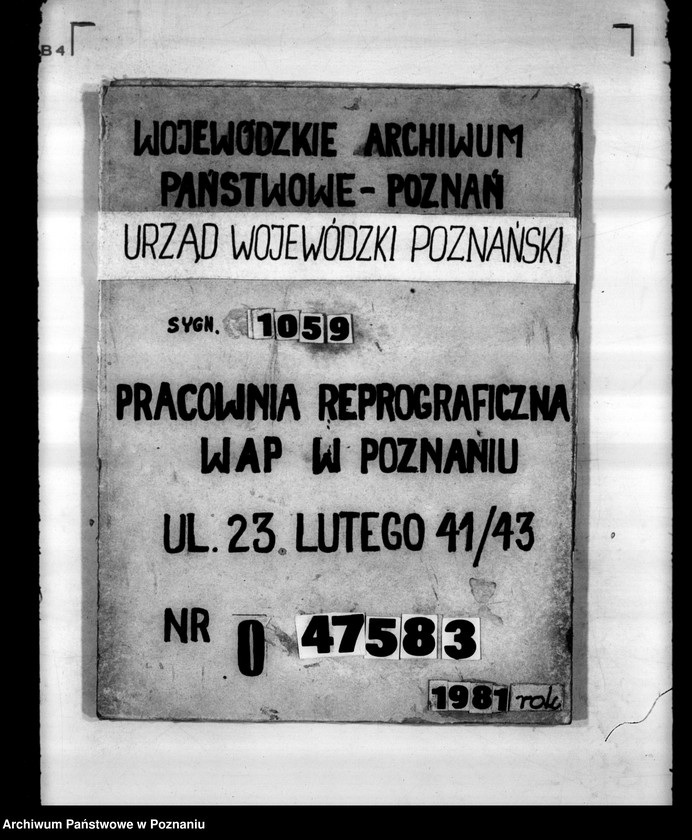 B4
WOJEWÓDZKIE ARCHIWUM
PAŃSTWOWE - POZNAŃ
URZĄD WOJEWÓDZKI POZNAŃSKI
SYGN. 1059
PRACOWNIA REPROGRAFICZNA
WAP W POZNANIU
UL. 23. LUTEGO 41/43
NR 0 47583
1981 rok
Archiwum Państwowe w Poznaniu